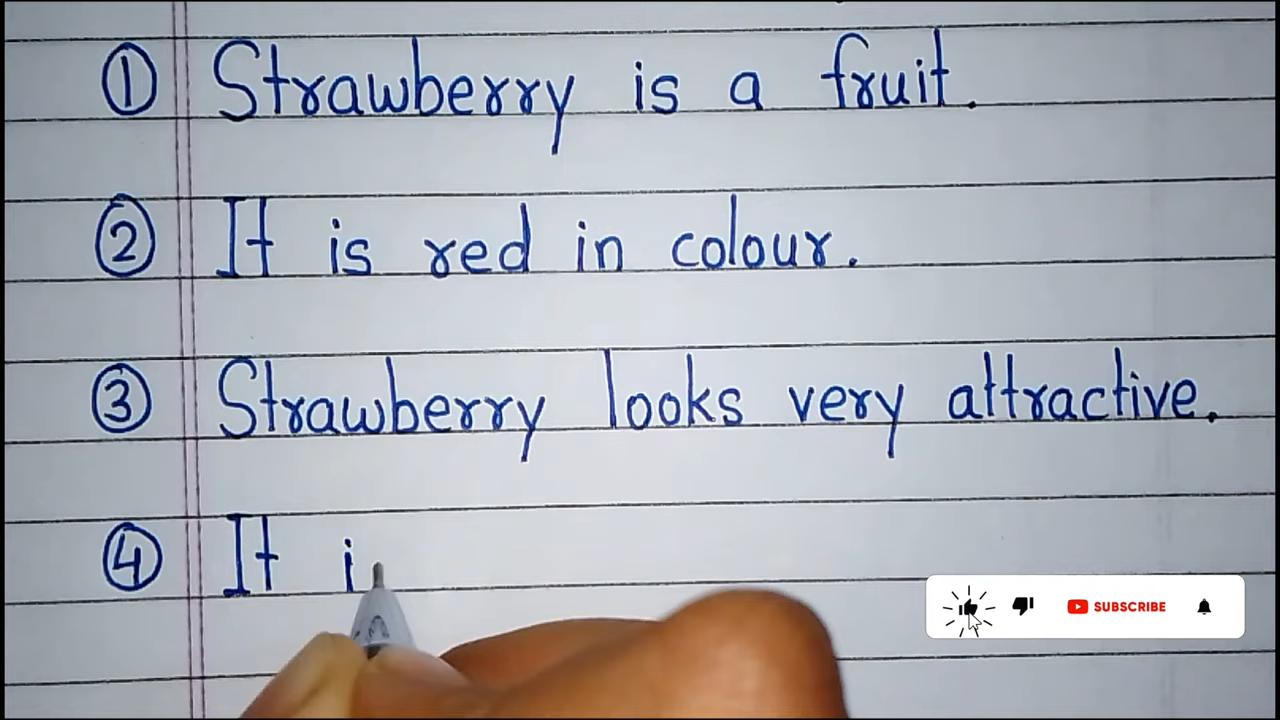 ① Strawberry is a fruit.
② It is red in colour.
③ Strawberry looks very attractive.
④ It i
SUBSCRIBE